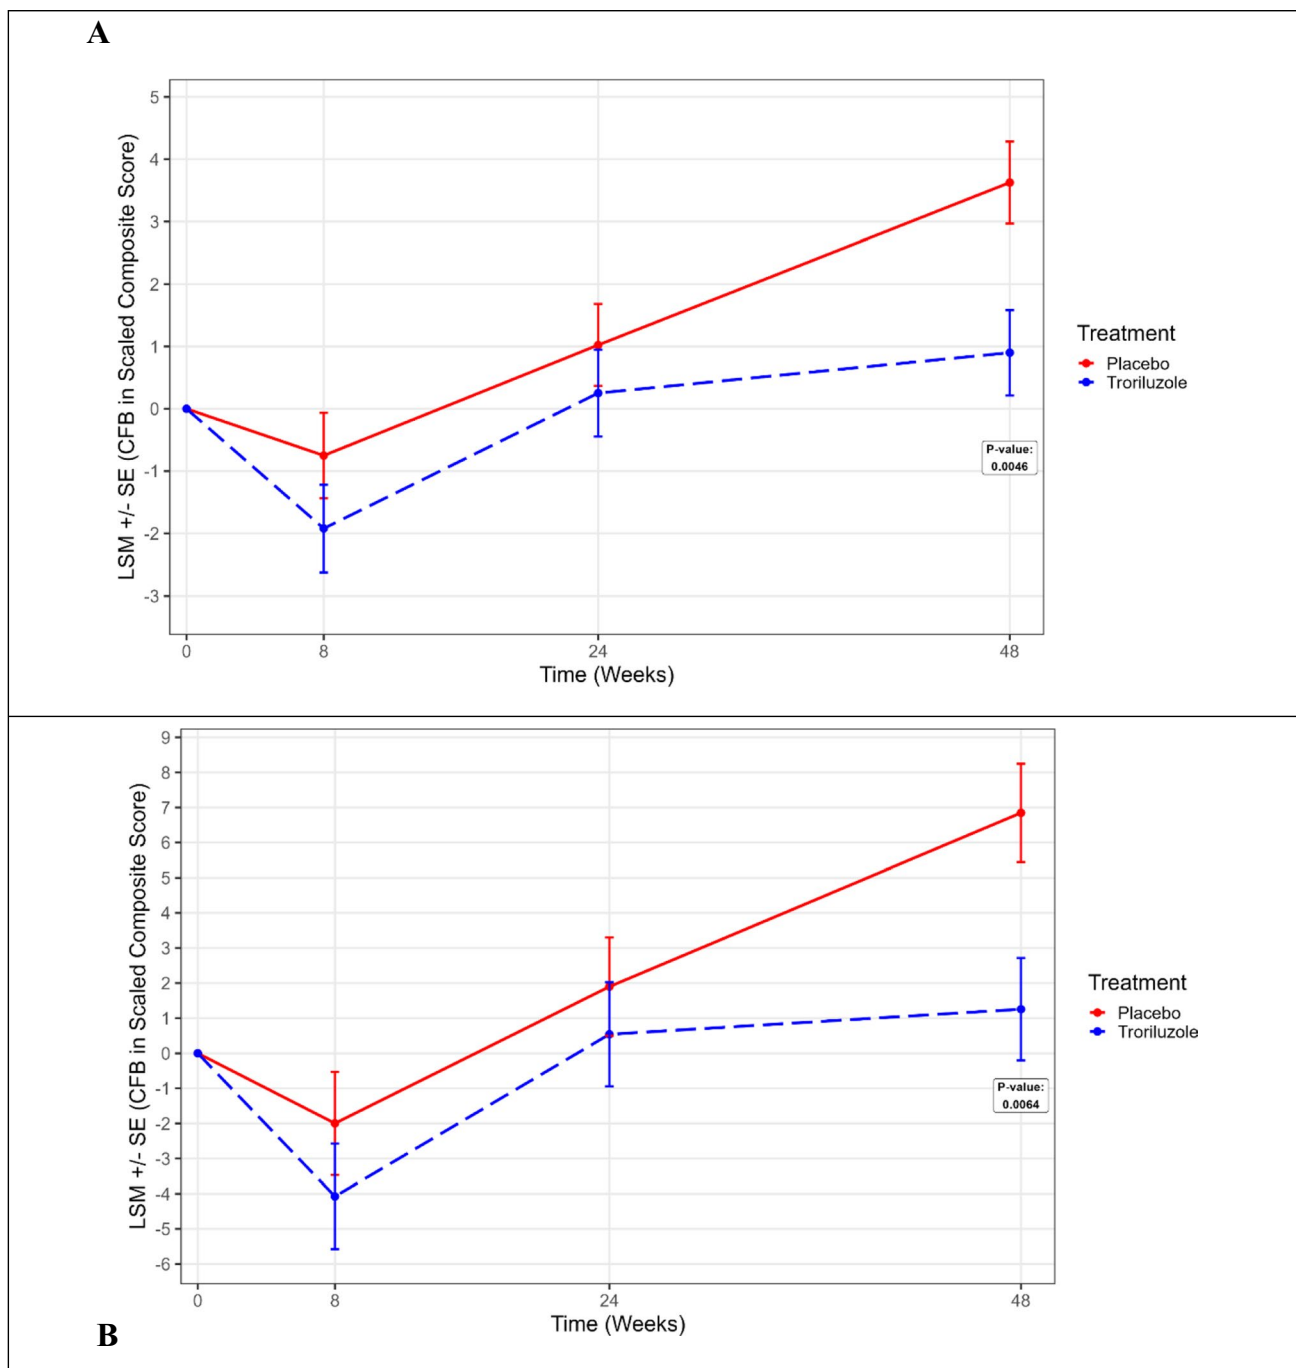 A
LSM +/- SE (CFB in Scaled Composite Score)
5
4
3
2
1
0
-1
-2
-3
0 8 24 48
Time (Weeks)
P-value:
0.0046
Treatment
Placebo
Troriluzole
LSM +/- SE (CFB in Scaled Composite Score)
9
8
7
6
5
4
3
2
1
0
-1
-2
-3
-4
-5
-6
0 8 24 48
Time (Weeks)
P-value:
0.0064
Treatment
Placebo
Troriluzole
B